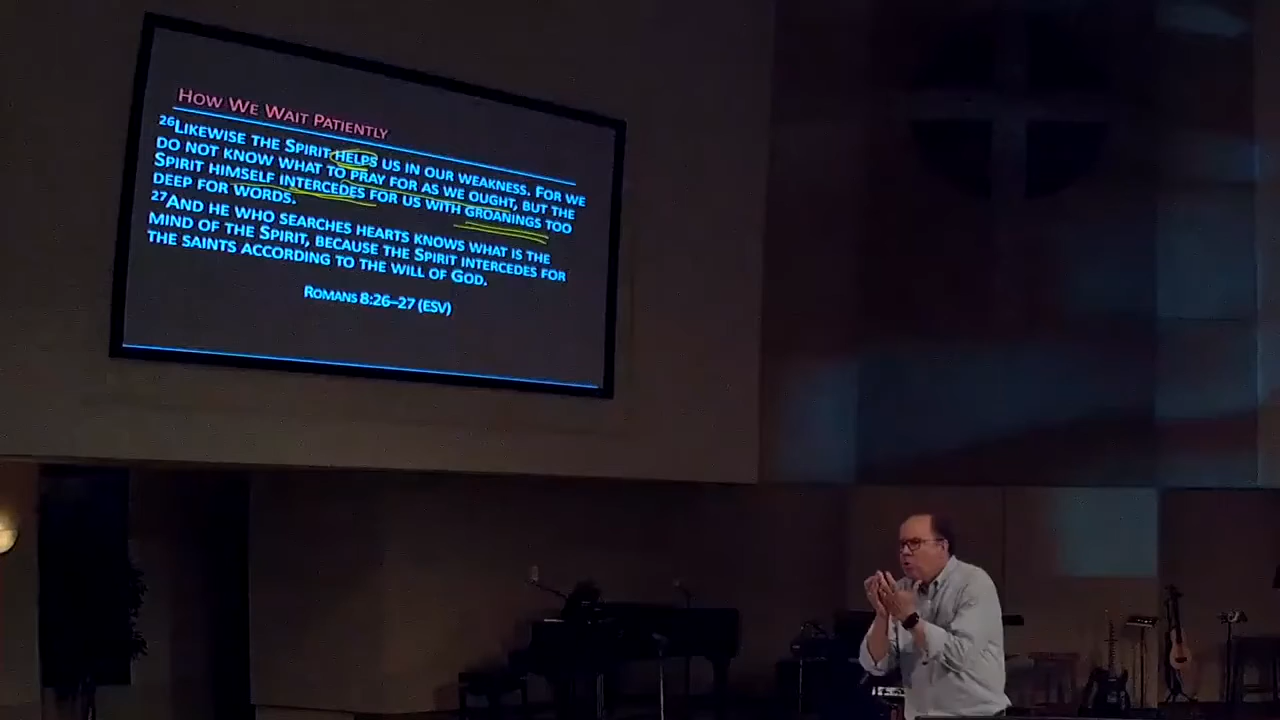 How We Wait Patiently
26Likewise the Spirit helps us in our weakness. For we
do not know what to pray for as we ought, but the
Spirit himself intercedes for us with groanings too
deep for words.
27And he who searches hearts knows what is the
mind of the Spirit, because the Spirit intercedes for
the saints according to the will of God.
Romans 8:26–27 (ESV)